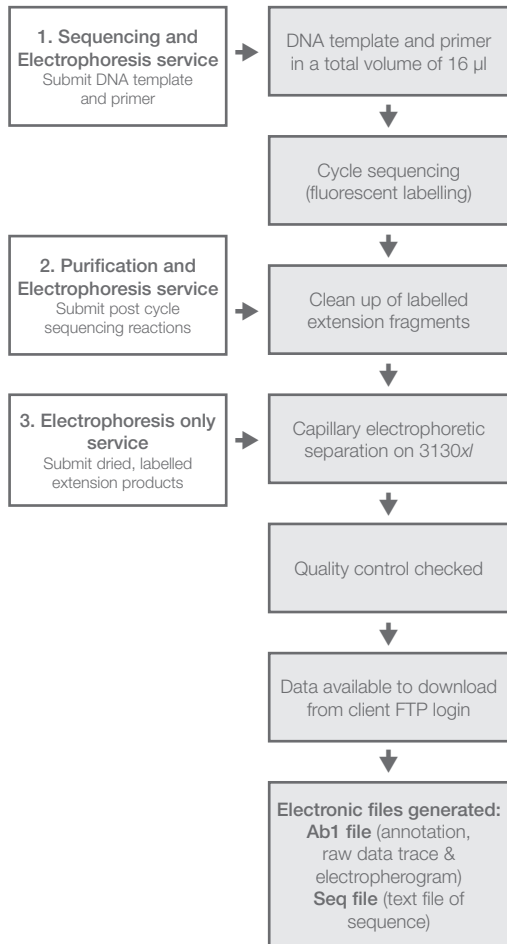 1. Sequencing and
Electrophoresis service
Submit DNA template
and primer
DNA template and primer
in a total volume of 16 µl
Cycle sequencing
(fluorescent labelling)
2. Purification and
Electrophoresis service
Submit post cycle
sequencing reactions
Clean up of labelled
extension fragments
3. Electrophoresis only
service
Submit dried, labelled
extension products
Capillary electrophoretic
separation on 3130xl
Quality control checked
Data available to download
from client FTP login
Electronic files generated:
Ab1 file (annotation,
raw data trace &
electropherogram)
Seq file (text file of
sequence)